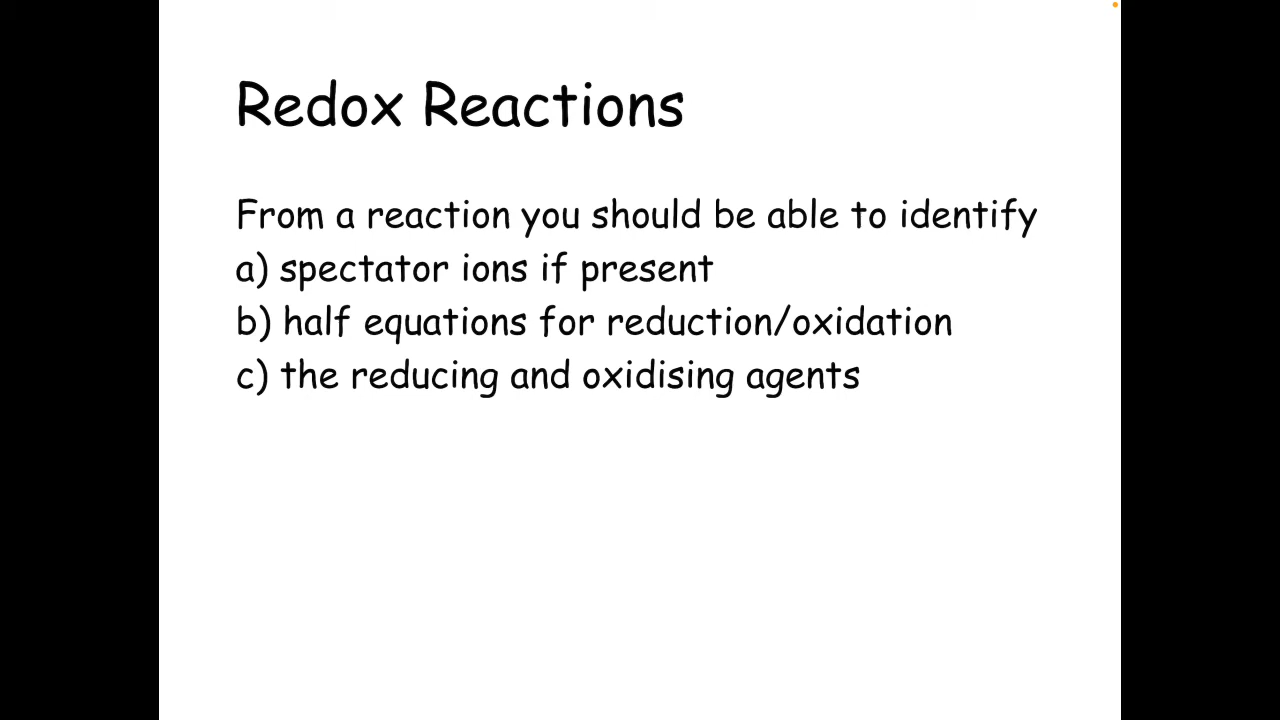 Redox Reactions
From a reaction you should be able to identify
a) spectator ions if present
b) half equations for reduction/oxidation
c) the reducing and oxidising agents